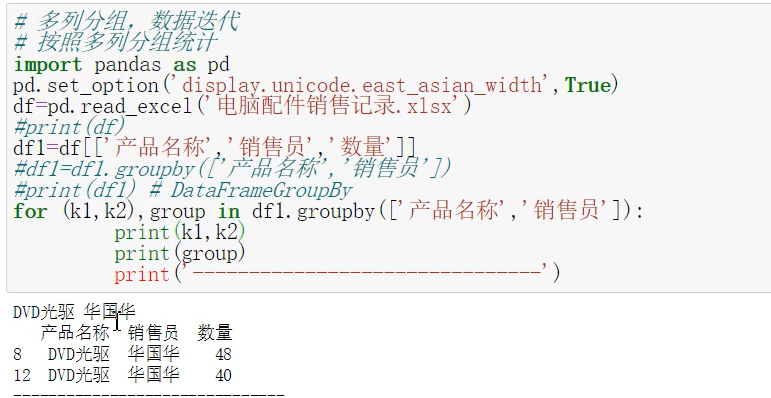 # 多列分组，数据迭代
# 按照多列分组统计
import pandas as pd
pd.set_option('display.unicode.east_asian_width',True)
df=pd.read_excel('电脑配件销售记录.xlsx')
#print(df)
df1=df[['产品名称','销售员','数量']]
#df1=df1.groupby(['产品名称','销售员'])
#print(df1) # DataFrameGroupBy
for (k1,k2),group in df1.groupby(['产品名称','销售员']):
        print(k1,k2)
        print(group)
        print('-------------------------------')
DVD光驱 华国华
   产品名称  销售员  数量
8   DVD光驱  华国华    48
12  DVD光驱  华国华    40
-------------------------------